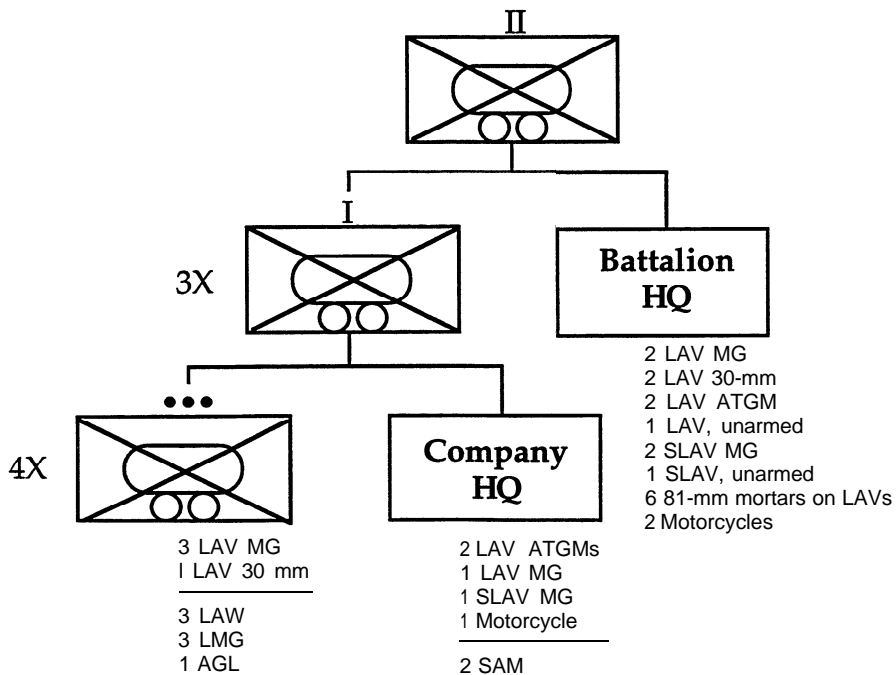 II
I
3X
Battalion
HQ
2 LAV MG
2 LAV 30-mm
2 LAV ATGM
1 LAV, unarmed
2 SLAV MG
1 SLAV, unarmed
6 81-mm mortars on LAVs
2 Motorcycles
•••
4X
Company
HQ
3 LAV MG
I LAV 30 mm
3 LAW
3 LMG
1 AGL
2 LAV ATGMs
1 LAV MG
1 SLAV MG
1 Motorcycle
2 SAM